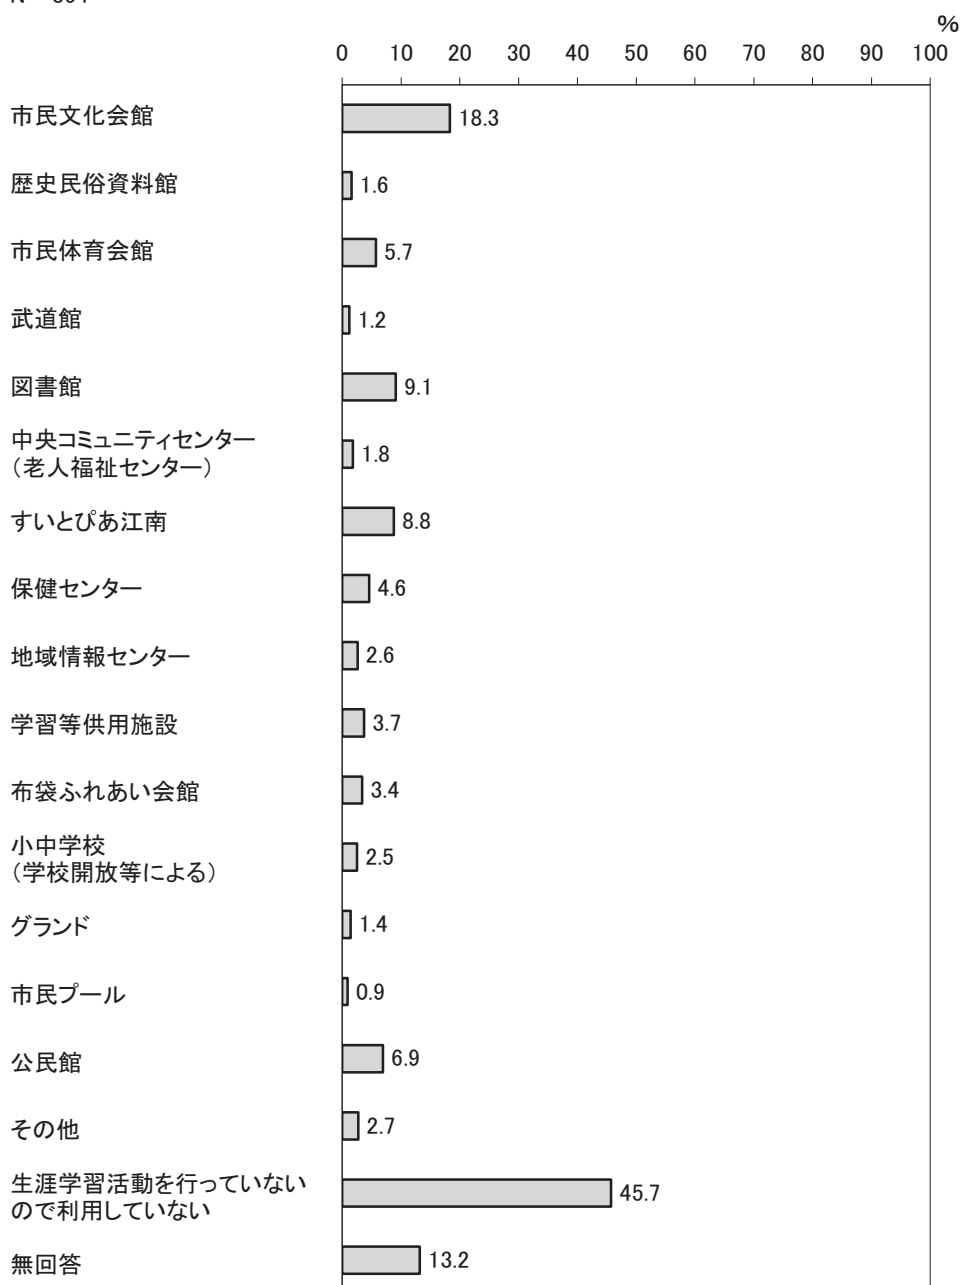 %
0 10 20 30 40 50 60 70 80 90 100
市民文化会館 18.3
歴史民俗資料館 1.6
市民体育会館 5.7
武道館 1.2
図書館 9.1
中央コミュニティセンター
（老人福祉センター） 1.8
すいとぴあ江南 8.8
保健センター 4.6
地域情報センター 2.6
学習等供用施設 3.7
布袋ふれあい会館 3.4
小中学校
（学校開放等による） 2.5
グランド 1.4
市民プール 0.9
公民館 6.9
その他 2.7
生涯学習活動を行っていない
ので利用していない 45.7
無回答 13.2